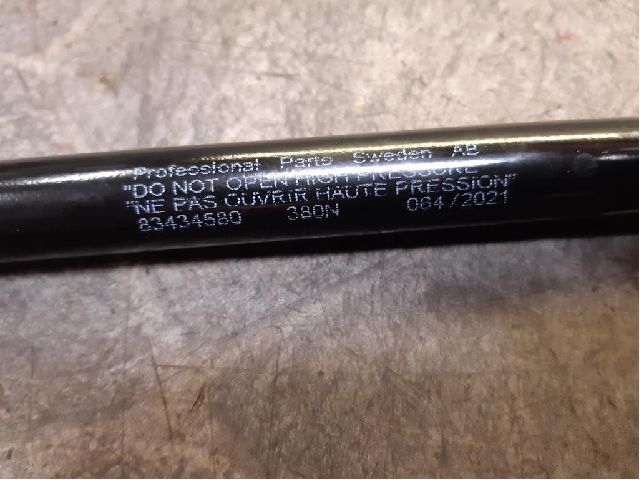 Professional Parts Sweden AB
"DO NOT OPEN HIGH PRESSURE"
"NE PAS OUVRIR HAUTE PRESSION"
83434580 380N 064/2021